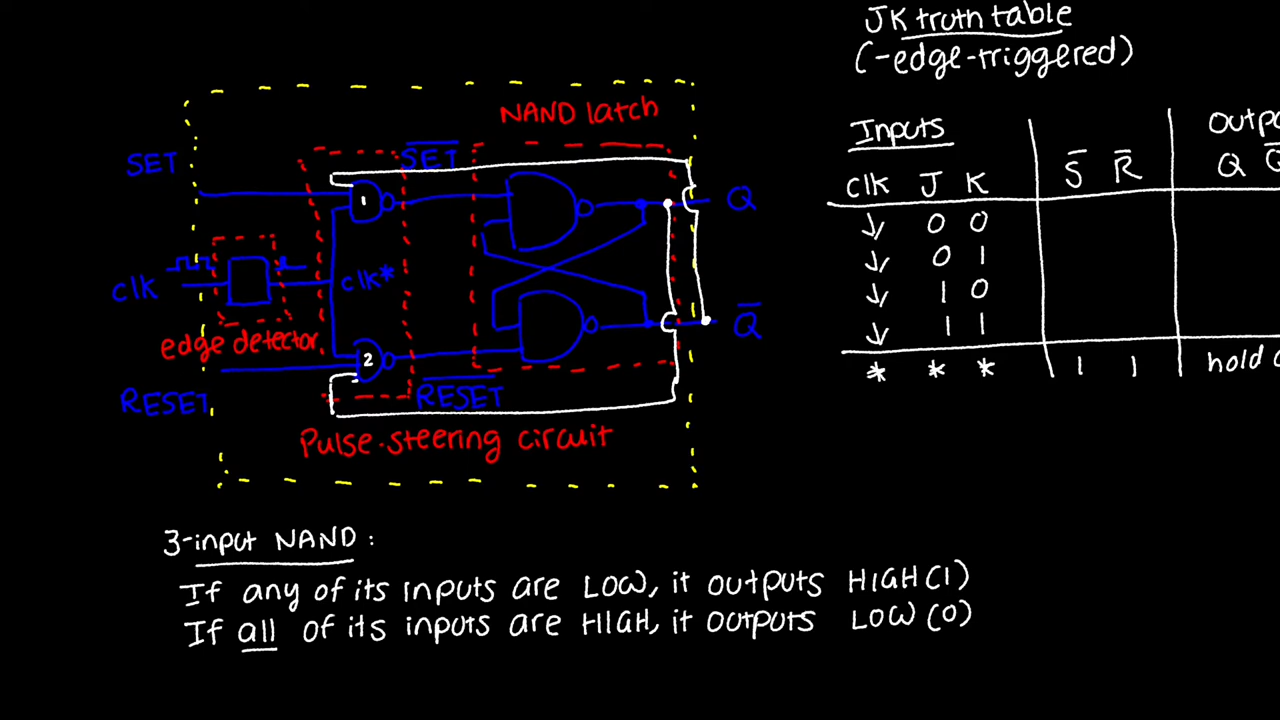 JK truth table
(-edge-triggered)
NAND latch
Inputs
SET
S̅E̅T̅
clk J K
S̅ R̅
Q
1
Q
↓ 0 0
↓ 0 1
clk
clk*
↓ 1 0
↓ 1 1
Q̅
edge detector
2
* * * 1 1 hold
RESET
R̅E̅S̅E̅T̅
Pulse-steering circuit
3-input NAND:
If any of its inputs are LOW, it outputs HIGH(1)
If all of its inputs are HIGH, it outputs LOW (0)